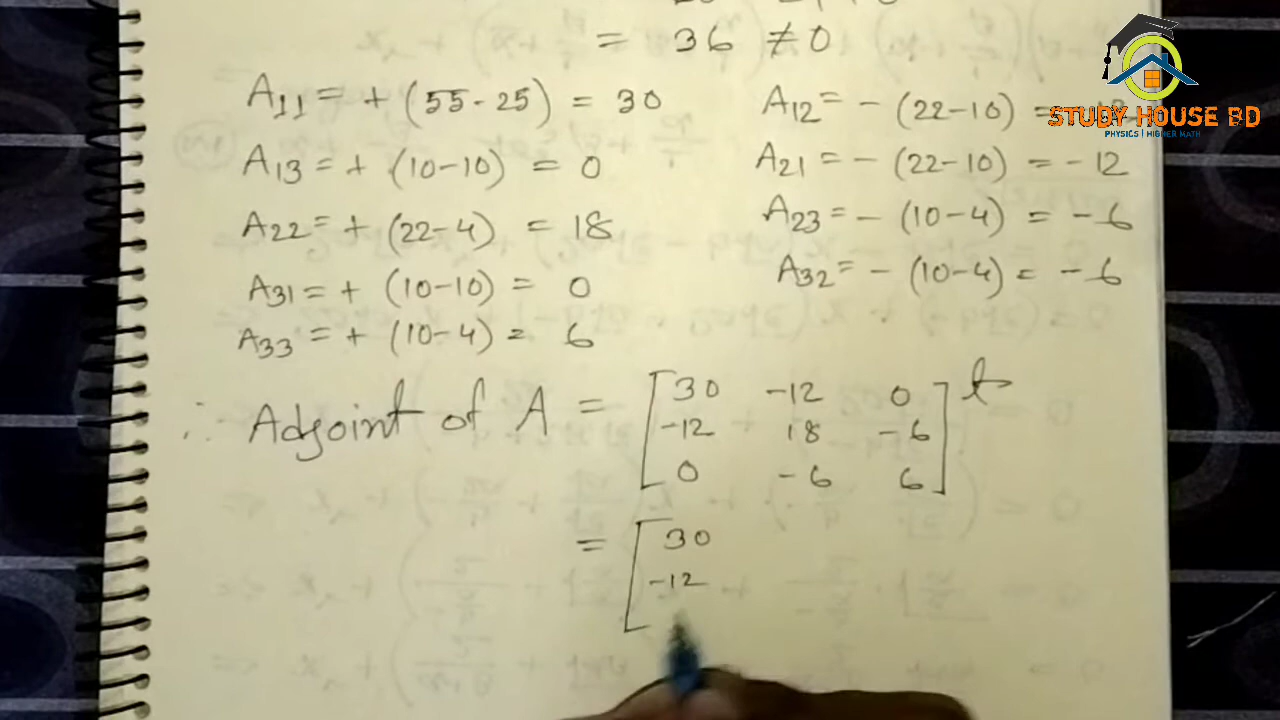 = 36 ≠ 0
A11 = + (55-25) = 30 A12 = - (22-10) =
STUDY HOUSE BD
PHYSICS | HIGHER MATH
A13 = + (10-10) = 0 A21 = - (22-10) = -12
A22 = + (22-4) = 18 A23 = - (10-4) = -6
A31 = + (10-10) = 0 A32 = - (10-4) = -6
A33 = + (10-4) = 6
∴ Adjoint of A = [30 -12 0] t
-12 18 -6
0 -6 6
= [30
-12